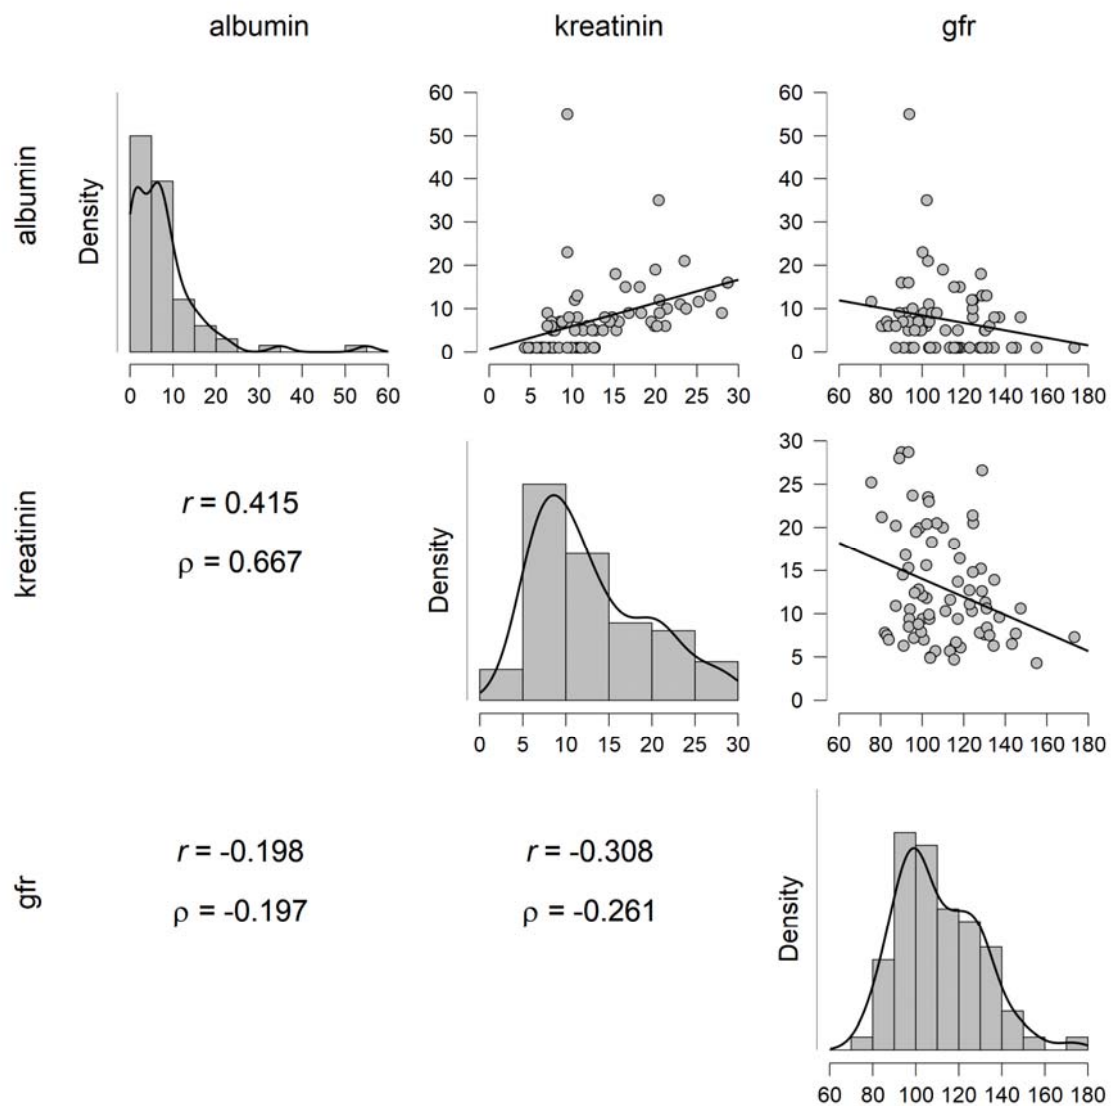 albumin kreatinin gfr
albumin
Density
60
50
40
30
20
10
0
60
50
40
30
20
10
0
0 10 20 30 40 50 60
0 5 10 15 20 25 30
60 80 100 120 140 160 180
kreatinin
r = 0.415
ρ = 0.667
Density
30
25
20
15
10
5
0
0 5 10 15 20 25 30
60 80 100 120 140 160 180
gfr
r = -0.198
ρ = -0.197
r = -0.308
ρ = -0.261
Density
60 80 100 120 140 160 180